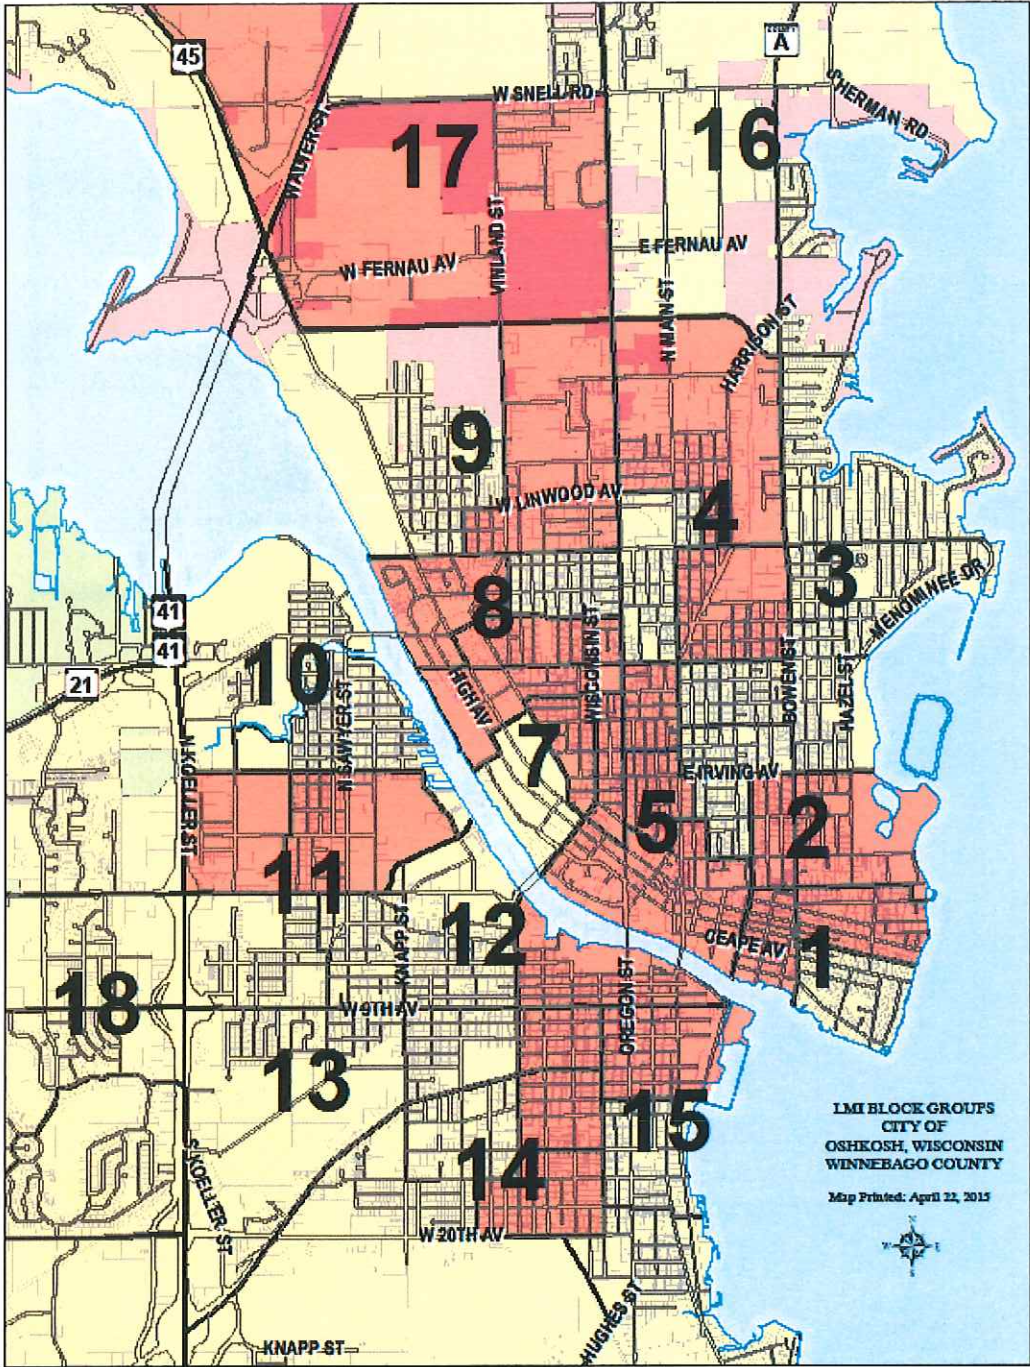 45
COUNTY
A
W SNELL RD
SHERMAN RD
17
16
W ALTER ST
VINLAND ST
E FERNAU AV
W FERNAU AV
N MAIN ST
HARRISON ST
9
W LINWOOD AV
4
3
8
MENOMINEE DR
41
41
21
10
HIGH AV
WISCONSIN ST
BOWEN ST
HAZEL ST
N SAWYER ST
7
N KOELLER ST
E IRVING AV
5
2
11
12
KNAPP ST
CEAPE AV
1
18
W 9TH AV
OREGON ST
13
15
14
S KOELLER ST
W 20TH AV
HUGHES ST
KNAPP ST
LMI BLOCK GROUPS
CITY OF
OSHKOSH, WISCONSIN
WINNEBAGO COUNTY
Map Printed: April 22, 2015
N
W E
S